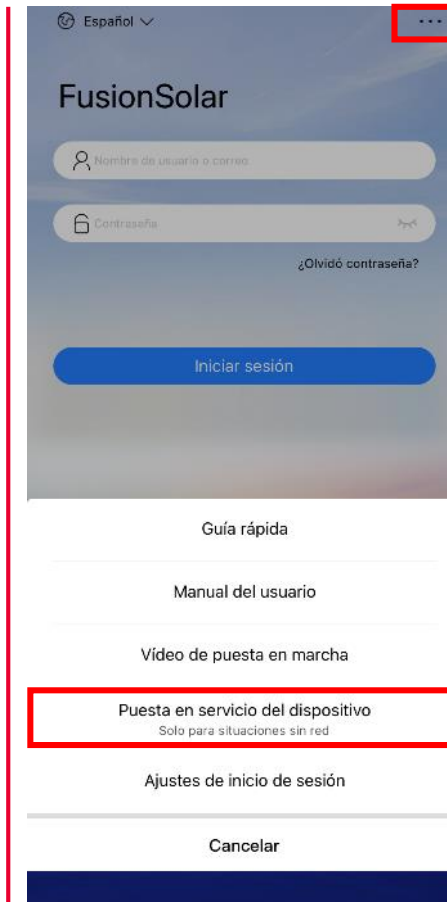 Español
...
FusionSolar
Nombre de usuario o correo
Contraseña
¿Olvidó contraseña?
Iniciar sesión
Guía rápida
Manual del usuario
Vídeo de puesta en marcha
Puesta en servicio del dispositivo
Solo para situaciones sin red
Ajustes de inicio de sesión
Cancelar